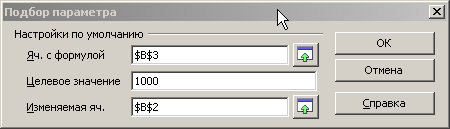 Подбор параметра
Настройки по умолчанию
Яч. с формулой $B$3
Целевое значение 1000
Изменяемая яч. $B$2
OK
Отмена
Справка